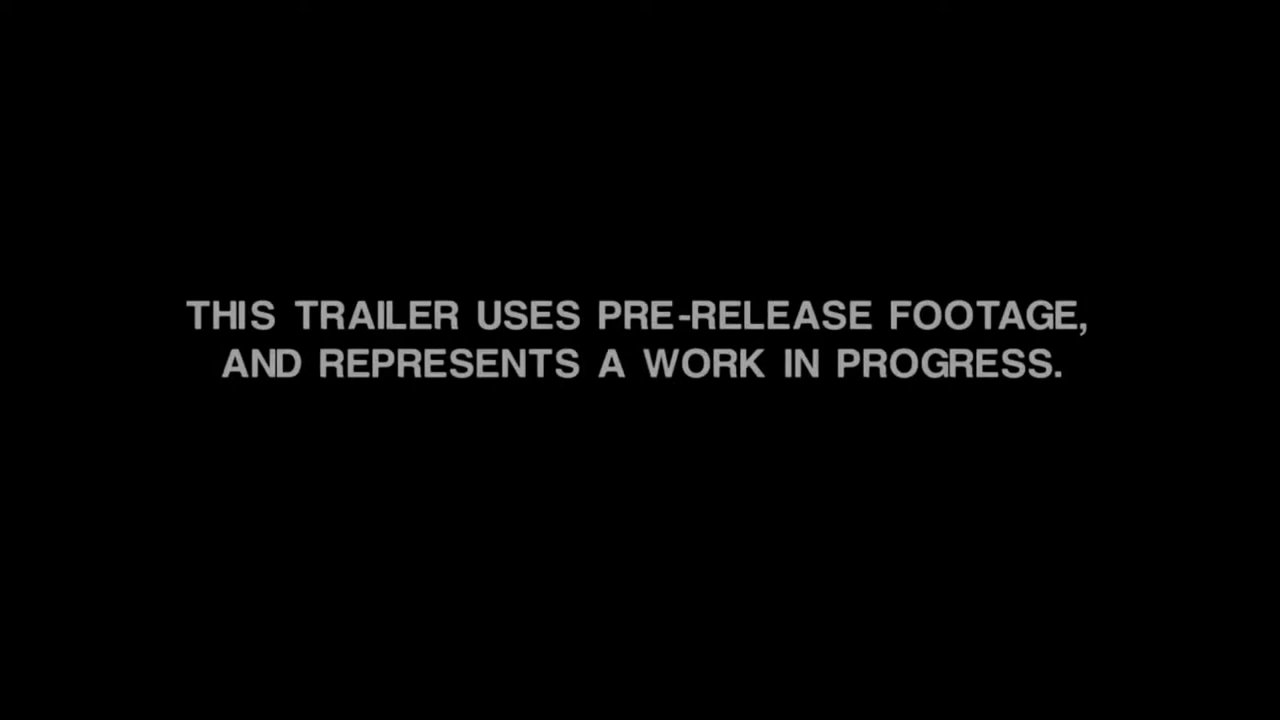 THIS TRAILER USES PRE-RELEASE FOOTAGE,
AND REPRESENTS A WORK IN PROGRESS.